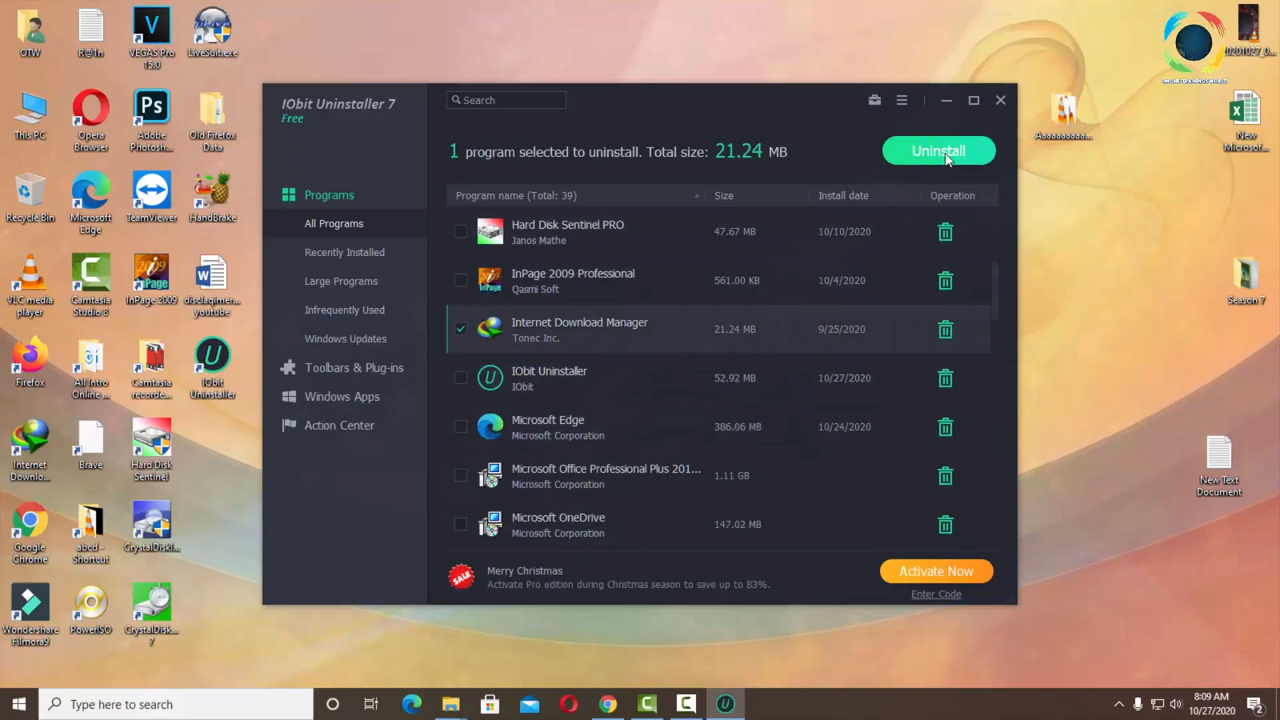 OTW
R@1n
VEGAS Pro
15.0
LiveSuit.exe
20201027_0...
This PC
Opera
Browser
Adobe
Photosh...
Old Firefox
Data
Aaaaaaaaa...
New
Microsof...
Recycle Bin
Microsoft
Edge
TeamViewer
HandBrake
VLC media
player
Camtasia
Studio 8
InPage 2009
disclaqimer...
youtube
Season 7
Firefox
All Intro
Online ...
Camtasia
recorde...
IObit
Uninstaller
Internet
Downlo...
Brave
Hard Disk
Sentinel
New Text
Document
Google
Chrome
abcd -
Shortcut
CrystalDiskI...
Wondershare
Filmora9
PowerISO
CrystalDisk...
7
IObit Uninstaller 7
Free
Search
1 program selected to uninstall. Total size: 21.24 MB
Uninstall
Programs
All Programs
Recently Installed
Large Programs
Infrequently Used
Windows Updates
Toolbars & Plug-ins
Windows Apps
Action Center
Program name (Total: 39) Size Install date Operation
Hard Disk Sentinel PRO
Janos Mathe
47.67 MB 10/10/2020
InPage 2009 Professional
Qasmi Soft
561.00 KB 10/4/2020
Internet Download Manager
Tonec Inc.
21.24 MB 9/25/2020
IObit Uninstaller
IObit
52.92 MB 10/27/2020
Microsoft Edge
Microsoft Corporation
386.06 MB 10/24/2020
Microsoft Office Professional Plus 201...
Microsoft Corporation
1.11 GB
Microsoft OneDrive
Microsoft Corporation
147.02 MB
SALE
Merry Christmas
Activate Pro edition during Christmas season to save up to 83%.
Activate Now
Enter Code
Type here to search
8:09 AM
10/27/2020
2